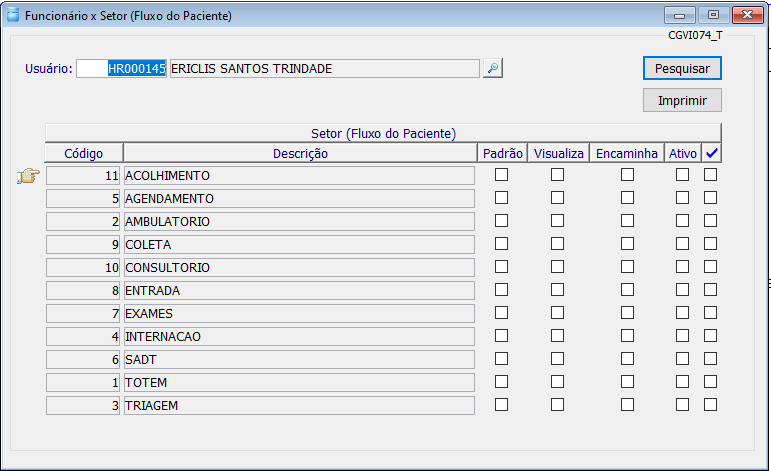 Funcionário x Setor (Fluxo do Paciente)
CGVI074_T
Usuário: HR000145 ERICLIS SANTOS TRINDADE
Pesquisar
Imprimir
Setor (Fluxo do Paciente)
Código Descrição Padrão Visualiza Encaminha Ativo
11 ACOLHIMENTO
5 AGENDAMENTO
2 AMBULATORIO
9 COLETA
10 CONSULTORIO
8 ENTRADA
7 EXAMES
4 INTERNACAO
6 SADT
1 TOTEM
3 TRIAGEM